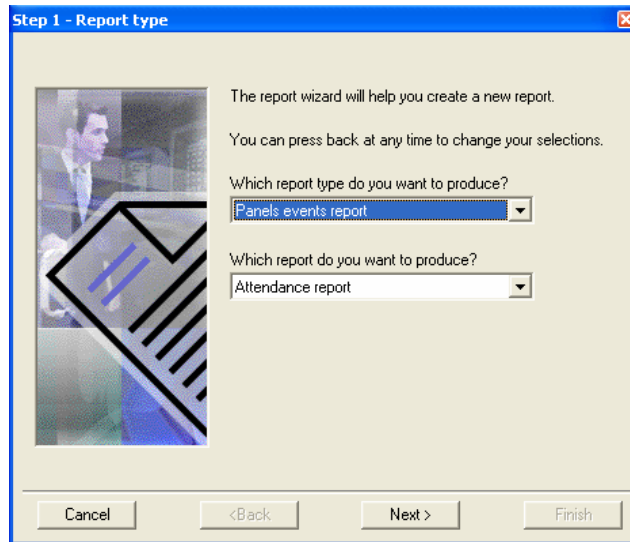 Step 1 - Report type
The report wizard will help you create a new report.
You can press back at any time to change your selections.
Which report type do you want to produce?
Panels events report
Which report do you want to produce?
Attendance report
Cancel
<Back
Next >
Finish